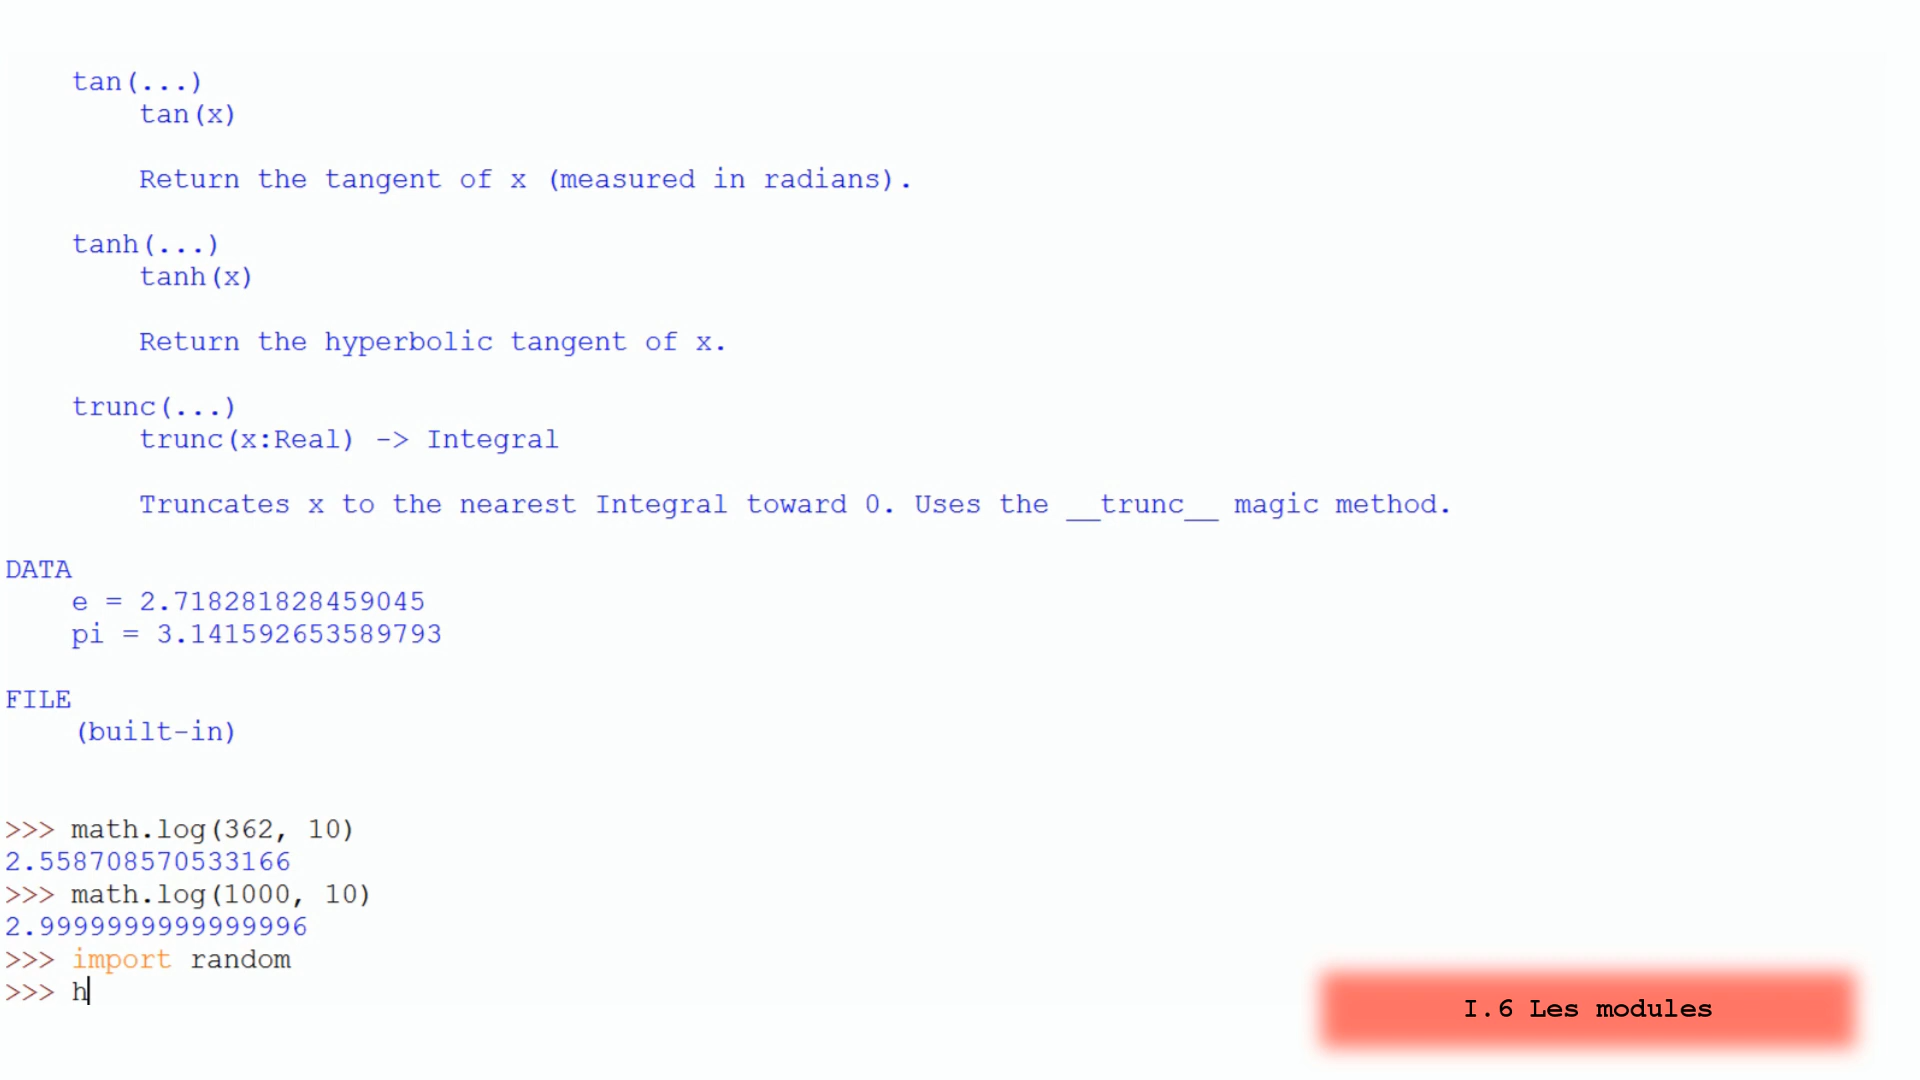 tan(...)
tan(x)
Return the tangent of x (measured in radians).
tanh(...)
tanh(x)
Return the hyperbolic tangent of x.
trunc(...)
trunc(x:Real) -> Integral
Truncates x to the nearest Integral toward 0. Uses the __trunc__ magic method.
DATA
e = 2.718281828459045
pi = 3.141592653589793
FILE
(built-in)
>>> math.log(362, 10)
2.558708570533166
>>> math.log(1000, 10)
2.9999999999999996
>>> import random
>>> h
I.6 Les modules